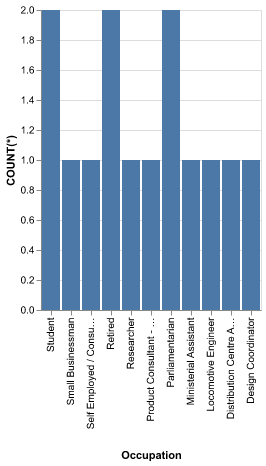 2.0
1.8
1.6
1.4
1.2
1.0
0.8
0.6
0.4
0.2
0.0
COUNT(*)
Student
Small Businessman
Self Employed / Consu…
Retired
Researcher
Product Consultant - …
Parliamentarian
Ministerial Assistant
Locomotive Engineer
Distribution Centre A…
Design Coordinator
Occupation